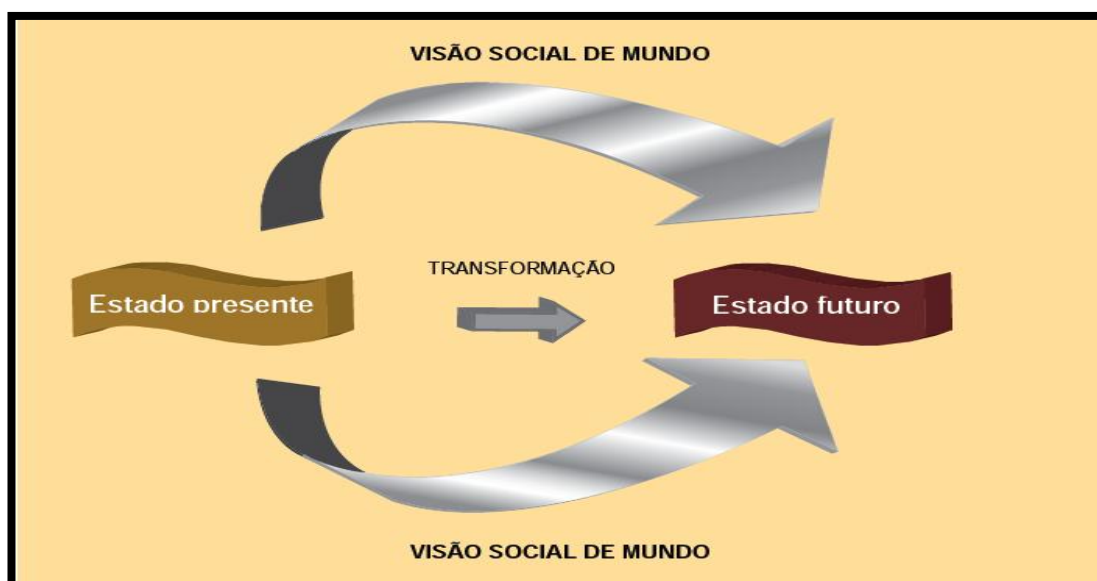 VISÃO SOCIAL DE MUNDO
TRANSFORMAÇÃO
Estado presente
Estado futuro
VISÃO SOCIAL DE MUNDO